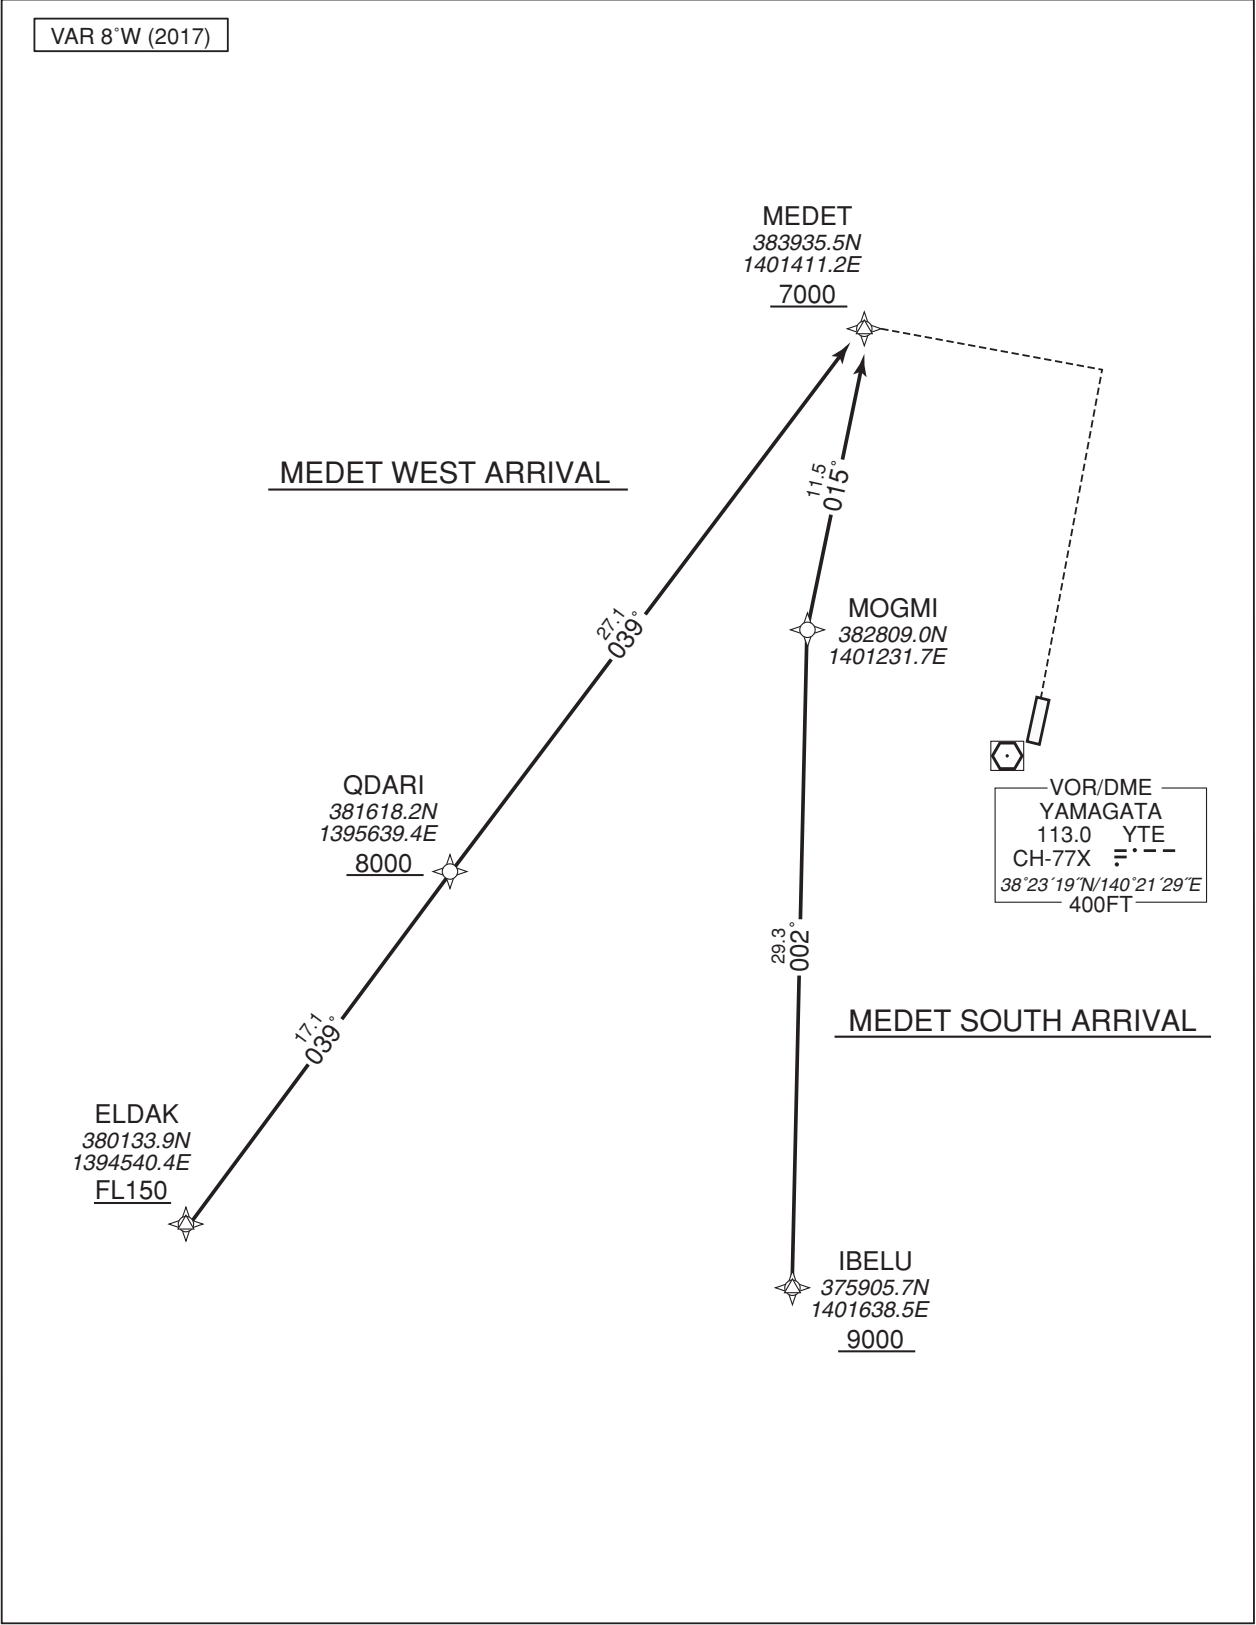 VAR 8°W (2017)
MEDET
383935.5N
1401411.2E
7000
MEDET WEST ARRIVAL
11.5
015°
27.1
039°
MOGMI
382809.0N
1401231.7E
QDARI
381618.2N
1395639.4E
8000
VOR/DME
YAMAGATA
113.0 YTE
CH-77X
38°23´19˝N/140°21´29˝E
400FT
29.3
002°
MEDET SOUTH ARRIVAL
17.1
039°
ELDAK
380133.9N
1394540.4E
FL150
IBELU
375905.7N
1401638.5E
9000